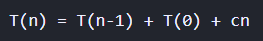 T(n) = T(n-1) + T(0) + cn